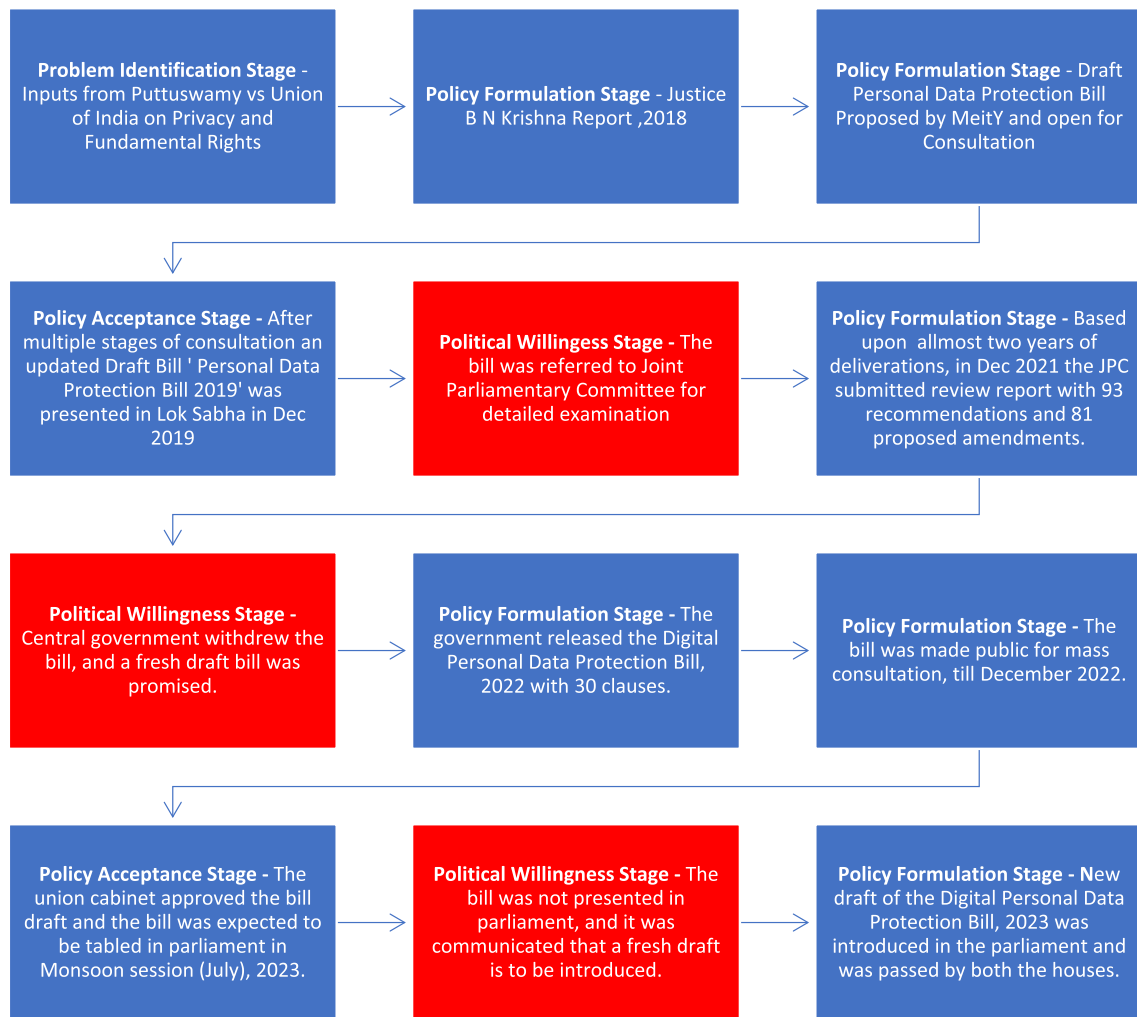 Problem Identification Stage -
Inputs from Puttuswamy vs Union
of India on Privacy and
Fundamental Rights
Policy Formulation Stage - Justice
B N Krishna Report ,2018
Policy Formulation Stage - Draft
Personal Data Protection Bill
Proposed by MeitY and open for
Consultation
Policy Acceptance Stage - After
multiple stages of consultation an
updated Draft Bill ' Personal Data
Protection Bill 2019' was
presented in Lok Sabha in Dec
2019
Political Willingess Stage - The
bill was referred to Joint
Parliamentary Committee for
detailed examination
Policy Formulation Stage - Based
upon allmost two years of
deliverations, in Dec 2021 the JPC
submitted review report with 93
recommendations and 81
proposed amendments.
Political Willingness Stage -
Central government withdrew the
bill, and a fresh draft bill was
promised.
Policy Formulation Stage - The
government released the Digital
Personal Data Protection Bill,
2022 with 30 clauses.
Policy Formulation Stage - The
bill was made public for mass
consultation, till December 2022.
Policy Acceptance Stage - The
union cabinet approved the bill
draft and the bill was expected to
be tabled in parliament in
Monsoon session (July), 2023.
Political Willingness Stage - The
bill was not presented in
parliament, and it was
communicated that a fresh draft
is to be introduced.
Policy Formulation Stage - New
draft of the Digital Personal Data
Protection Bill, 2023 was
introduced in the parliament and
was passed by both the houses.